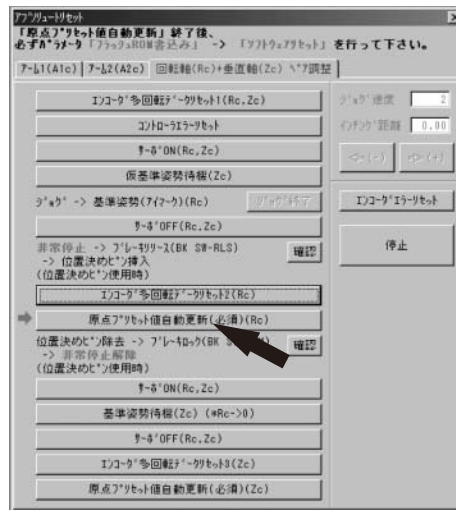 アブソリュートリセット
「原点プリセット値自動更新」終了後、
必ずパラメータ「フラッシュROM書込み」 -> 「ソフトウェアリセット」 を行って下さい。
アーム1(A1c) アーム2(A2c) 回転軸(Rc)+垂直軸(Zc) ペア調整
エンコーダ多回転データリセット1(Rc,Zc)
コントローラエラーリセット
サーボON(Rc,Zc)
仮基準姿勢待機(Zc)
ジョグ -> 基準姿勢(アイマーク)(Rc) ジョグ終了
サーボOFF(Rc,Zc)
非常停止 -> ブレーキリリース(BK SW-RLS)
-> 位置決めピン挿入
(位置決めピン使用時)
確認
エンコーダ多回転データリセット2(Rc)
原点プリセット値自動更新(必須)(Rc)
位置決めピン除去 -> ブレーキロック(BK S
-> 非常停止解除
(位置決めピン使用時)
確認
サーボON(Rc,Zc)
基準姿勢待機(Zc) (*Rc->0)
サーボOFF(Rc,Zc)
エンコーダ多回転データリセット3(Zc)
原点プリセット値自動更新(必須)(Zc)
ジョグ速度 2
インチング距離 0.00
<=(-) =>(+)
エンコーダエラーリセット
停止